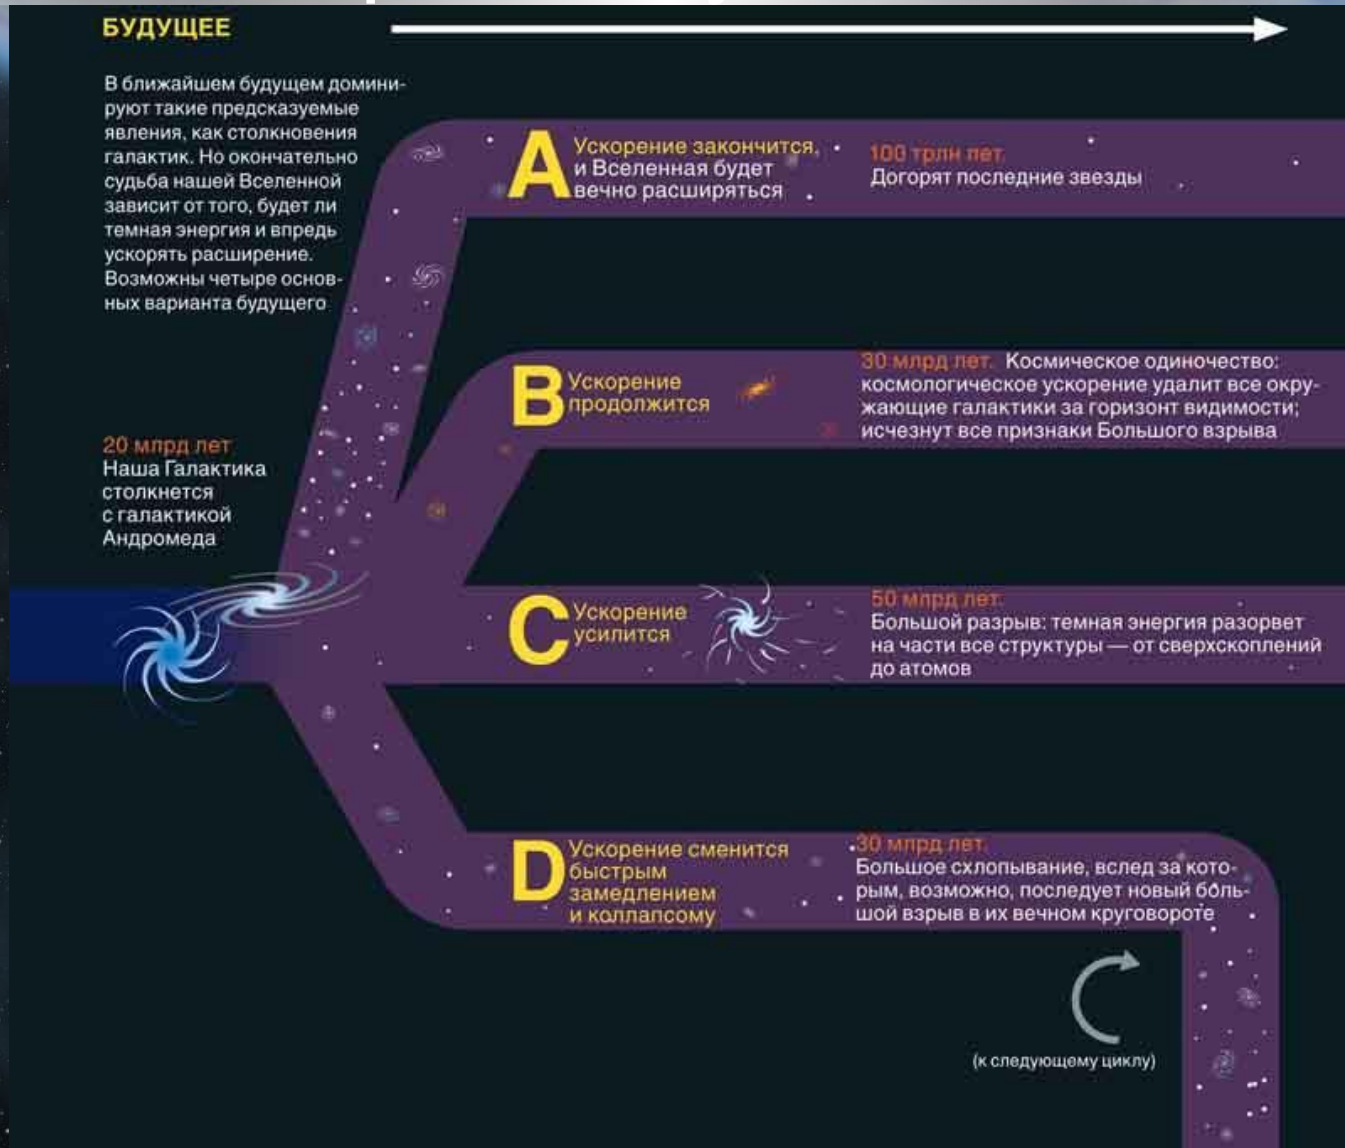 БУДУЩЕЕ
В ближайшем будущем домини-
руют такие предсказуемые
явления, как столкновения
галактик. Но окончательно
судьба нашей Вселенной
зависит от того, будет ли
темная энергия и впредь
ускорять расширение.
Возможны четыре основ-
ных варианта будущего
20 млрд лет
Наша Галактика
столкнется
с галактикой
Андромеда
A
Ускорение закончится,
и Вселенная будет
вечно расширяться
100 трлн лет.
Догорят последние звезды
B
Ускорение
продолжится
30 млрд лет. Космическое одиночество:
космологическое ускорение удалит все окру-
жающие галактики за горизонт видимости;
исчезнут все признаки Большого взрыва
C
Ускорение
усилится
50 млрд лет.
Большой разрыв: темная энергия разорвет
на части все структуры — от сверхскоплений
до атомов
D
Ускорение сменится
быстрым
замедлением
и коллапсому
30 млрд лет.
Большое схлопывание, вслед за кото-
рым, возможно, последует новый боль-
шой взрыв в их вечном круговороте
(к следующему циклу)